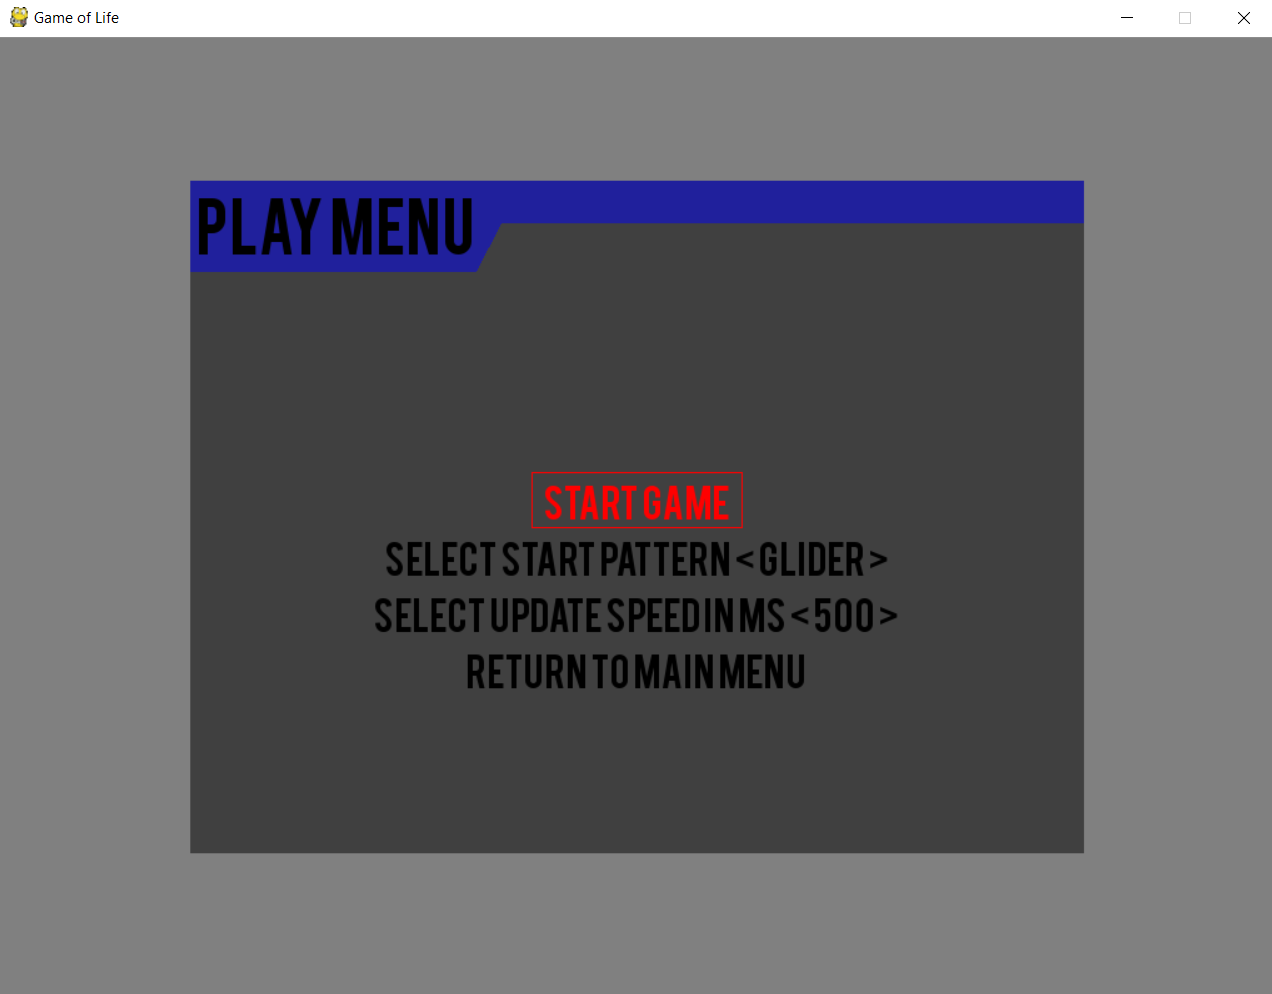 Game of Life
PLAY MENU
START GAME
SELECT START PATTERN < GLIDER >
SELECT UPDATE SPEED IN MS < 500 >
RETURN TO MAIN MENU